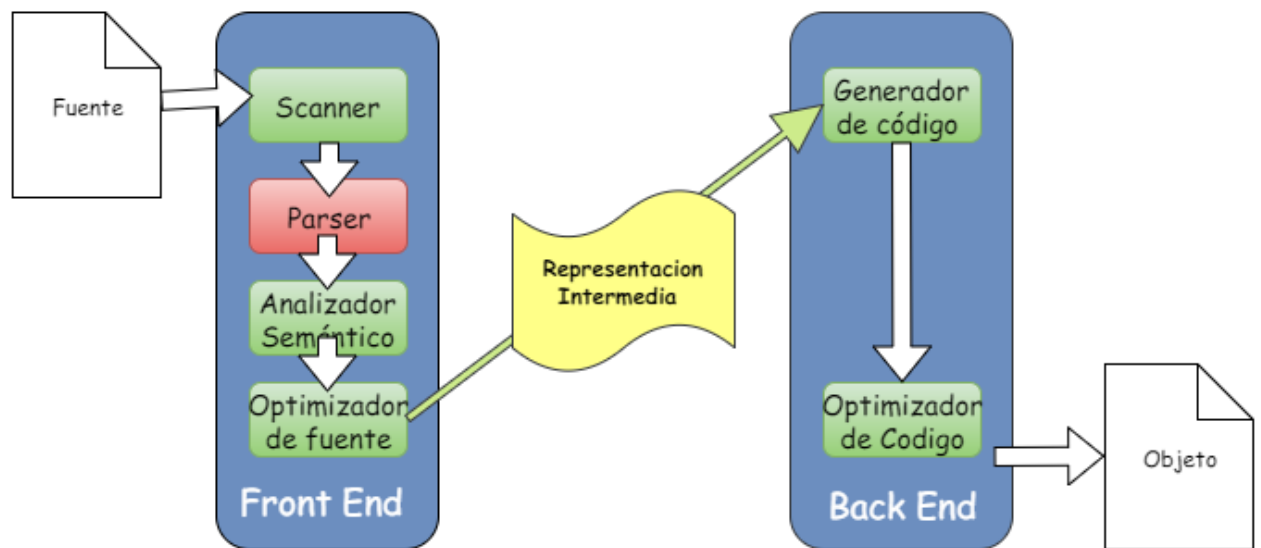 Fuente
Scanner
Parser
Analizador
Semántico
Optimizador
de fuente
Front End
Representacion
Intermedia
Generador
de código
Optimizador
de Codigo
Back End
Objeto